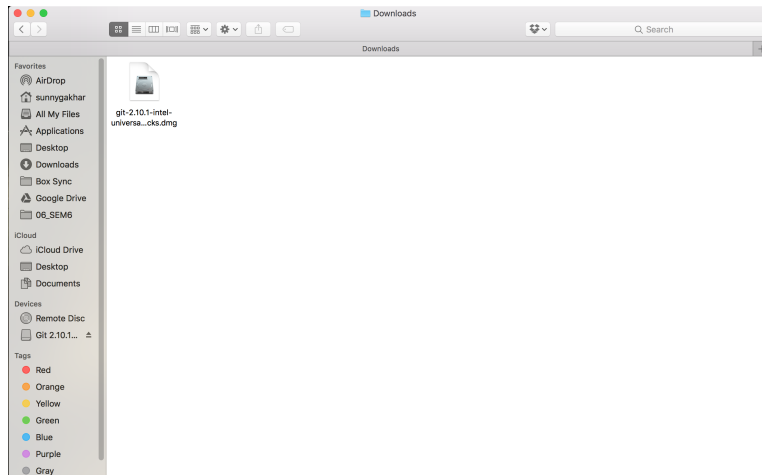 Downloads
Search
Downloads
Favorites
AirDrop
sunnygakhar
All My Files
Applications
Desktop
Downloads
Box Sync
Google Drive
06_SEM6
iCloud
iCloud Drive
Desktop
Documents
Devices
Remote Disc
Git 2.10.1...
Tags
Red
Orange
Yellow
Green
Blue
Purple
Gray
git-2.10.1-intel-
universa...cks.dmg